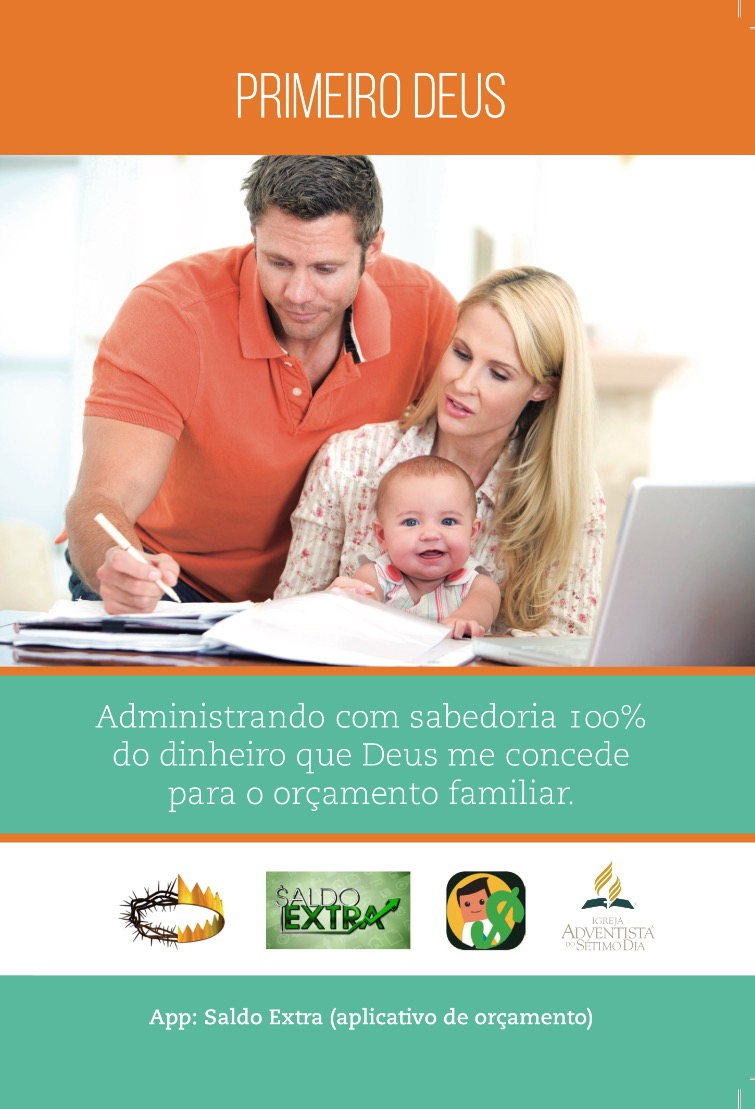 PRIMEIRO DEUS
Administrando com sabedoria 100%
do dinheiro que Deus me concede
para o orçamento familiar.
$ALDO
EXTRA
IGREJA
ADVENTISTA®
DO SÉTIMO DIA
App: Saldo Extra (aplicativo de orçamento)